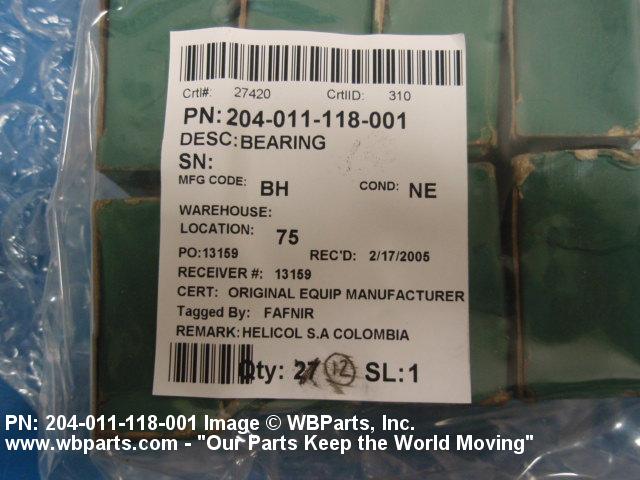 Crtl#: 27420 CrtlID: 310
PN: 204-011-118-001
DESC: BEARING
SN:
MFG CODE: BH COND: NE
WAREHOUSE:
LOCATION: 75
PO: 13159 REC'D: 2/17/2005
RECEIVER #: 13159
CERT: ORIGINAL EQUIP MANUFACTURER
Tagged By: FAFNIR
REMARK: HELICOL S.A COLOMBIA
Qty: 27 12 SL: 1
PN: 204-011-118-001 Image © WBParts, Inc.
www.wbparts.com - "Our Parts Keep the World Moving"